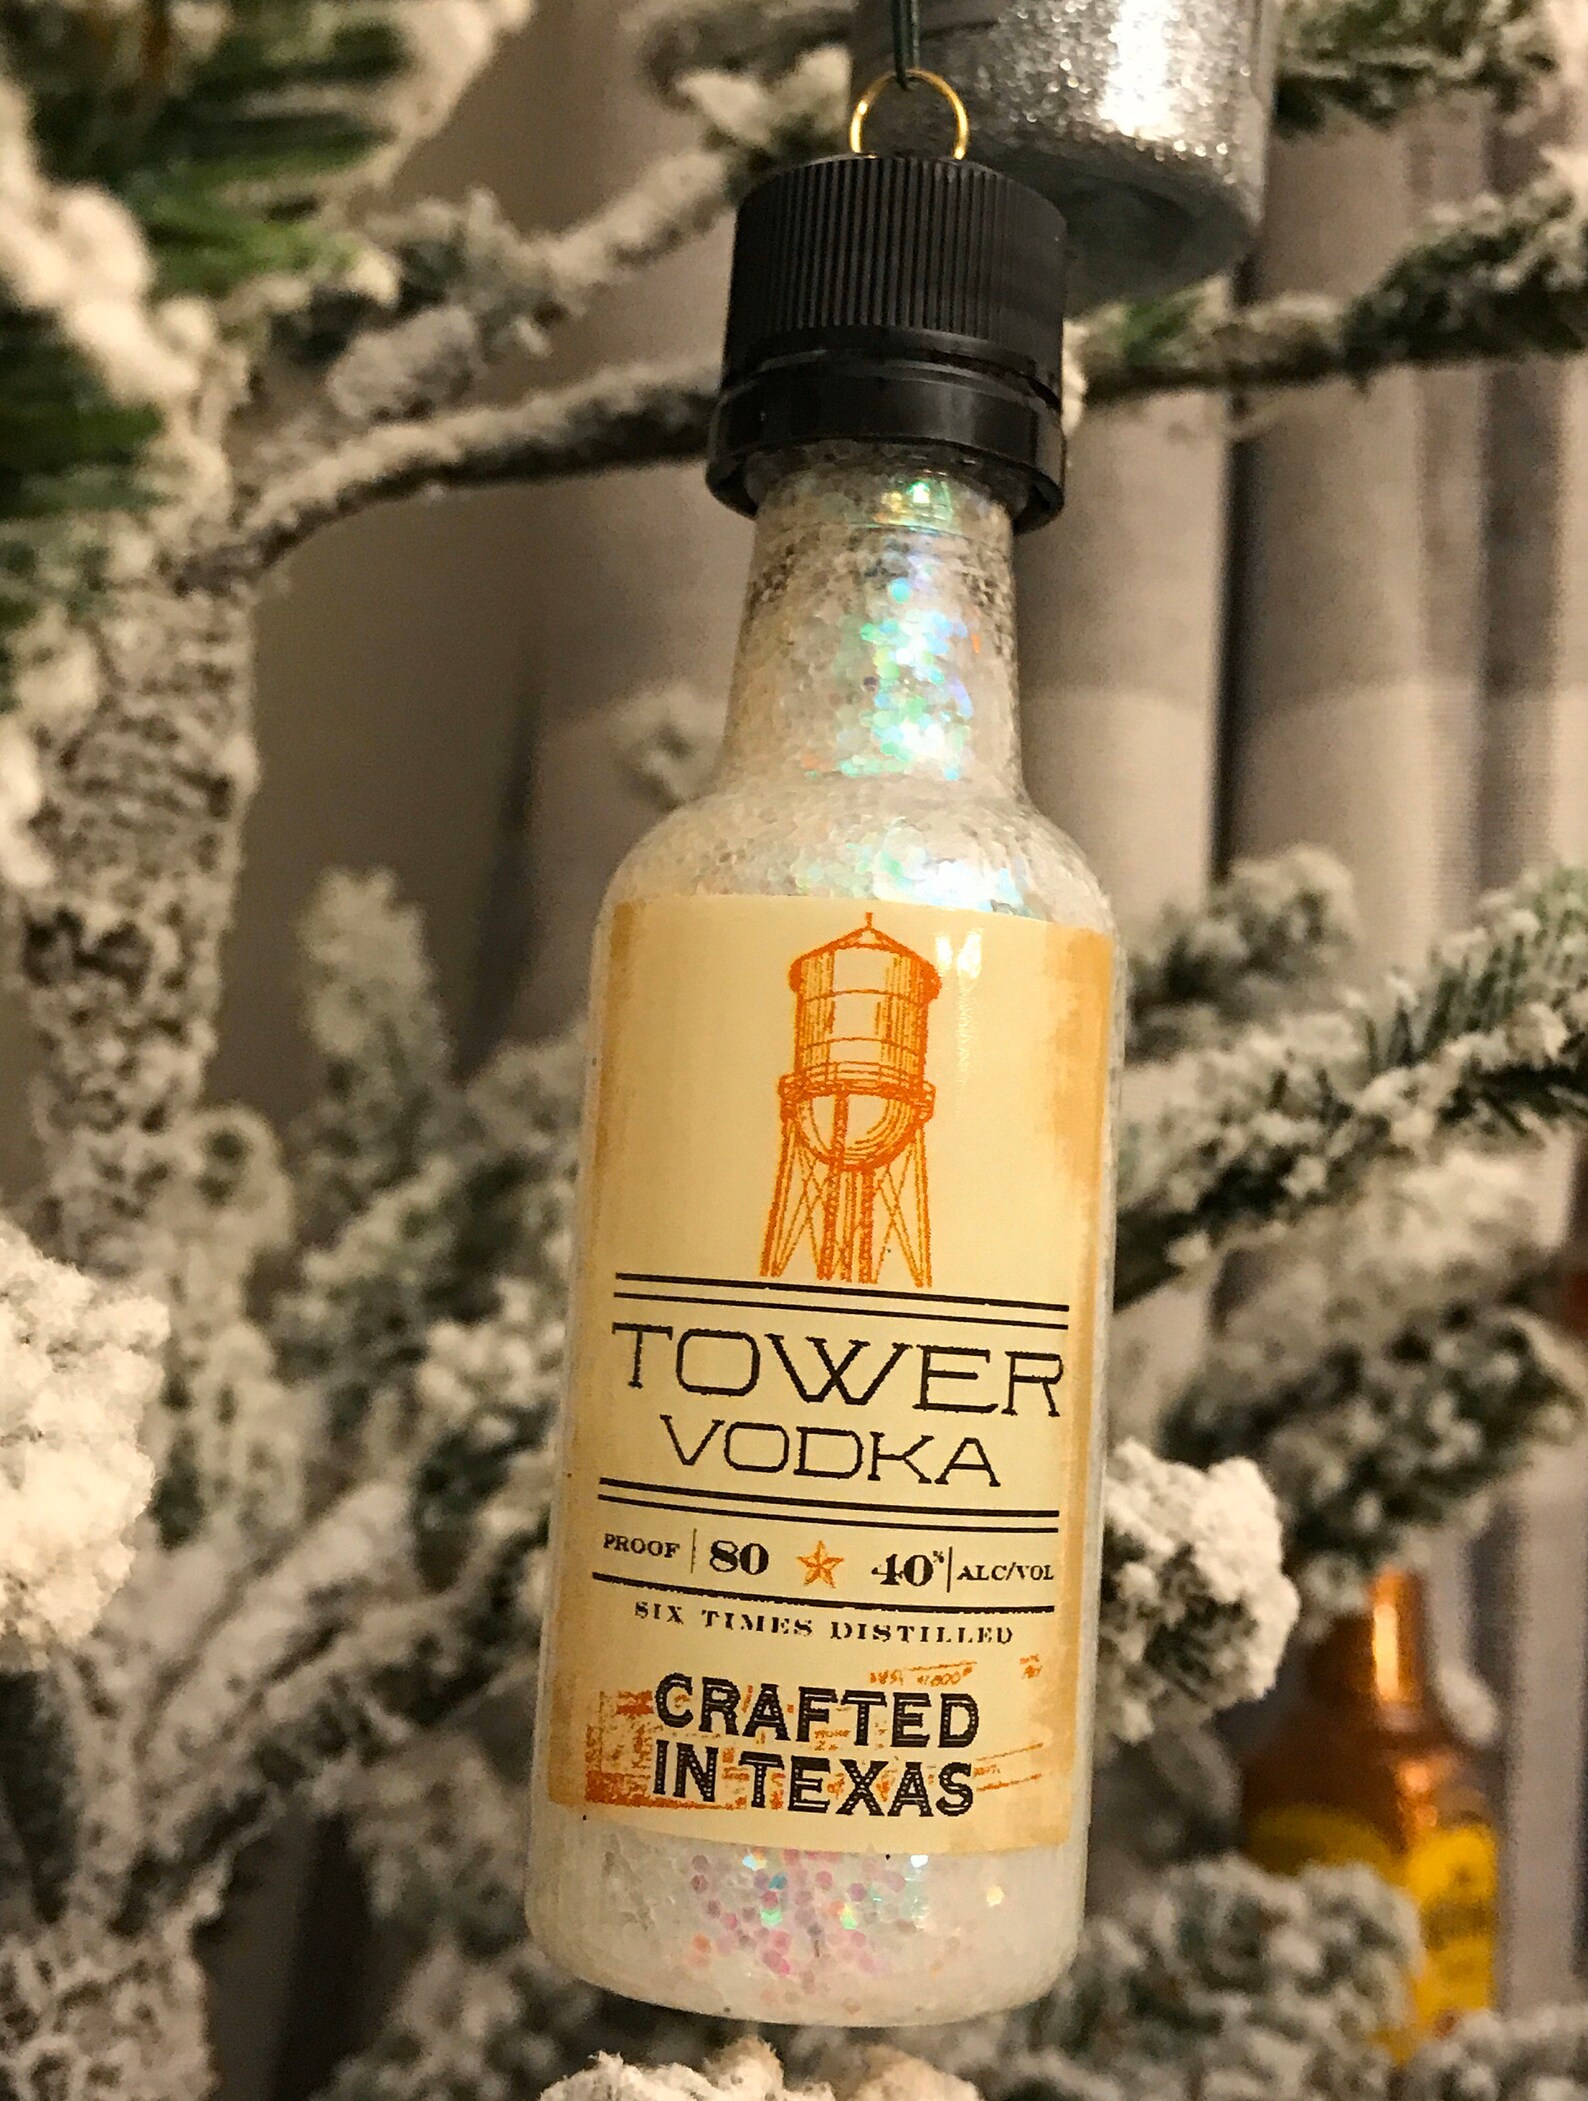 TOWER
VODKA
PROOF 80 40% ALC/VOL
SIX TIMES DISTILLED
CRAFTED
IN TEXAS